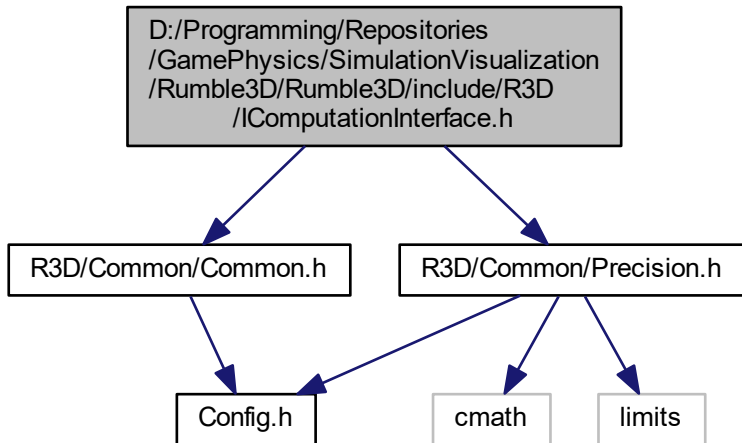 D:/Programming/Repositories
/GamePhysics/SimulationVisualization
/Rumble3D/Rumble3D/include/R3D
/IComputationInterface.h
R3D/Common/Common.h
R3D/Common/Precision.h
Config.h
cmath
limits